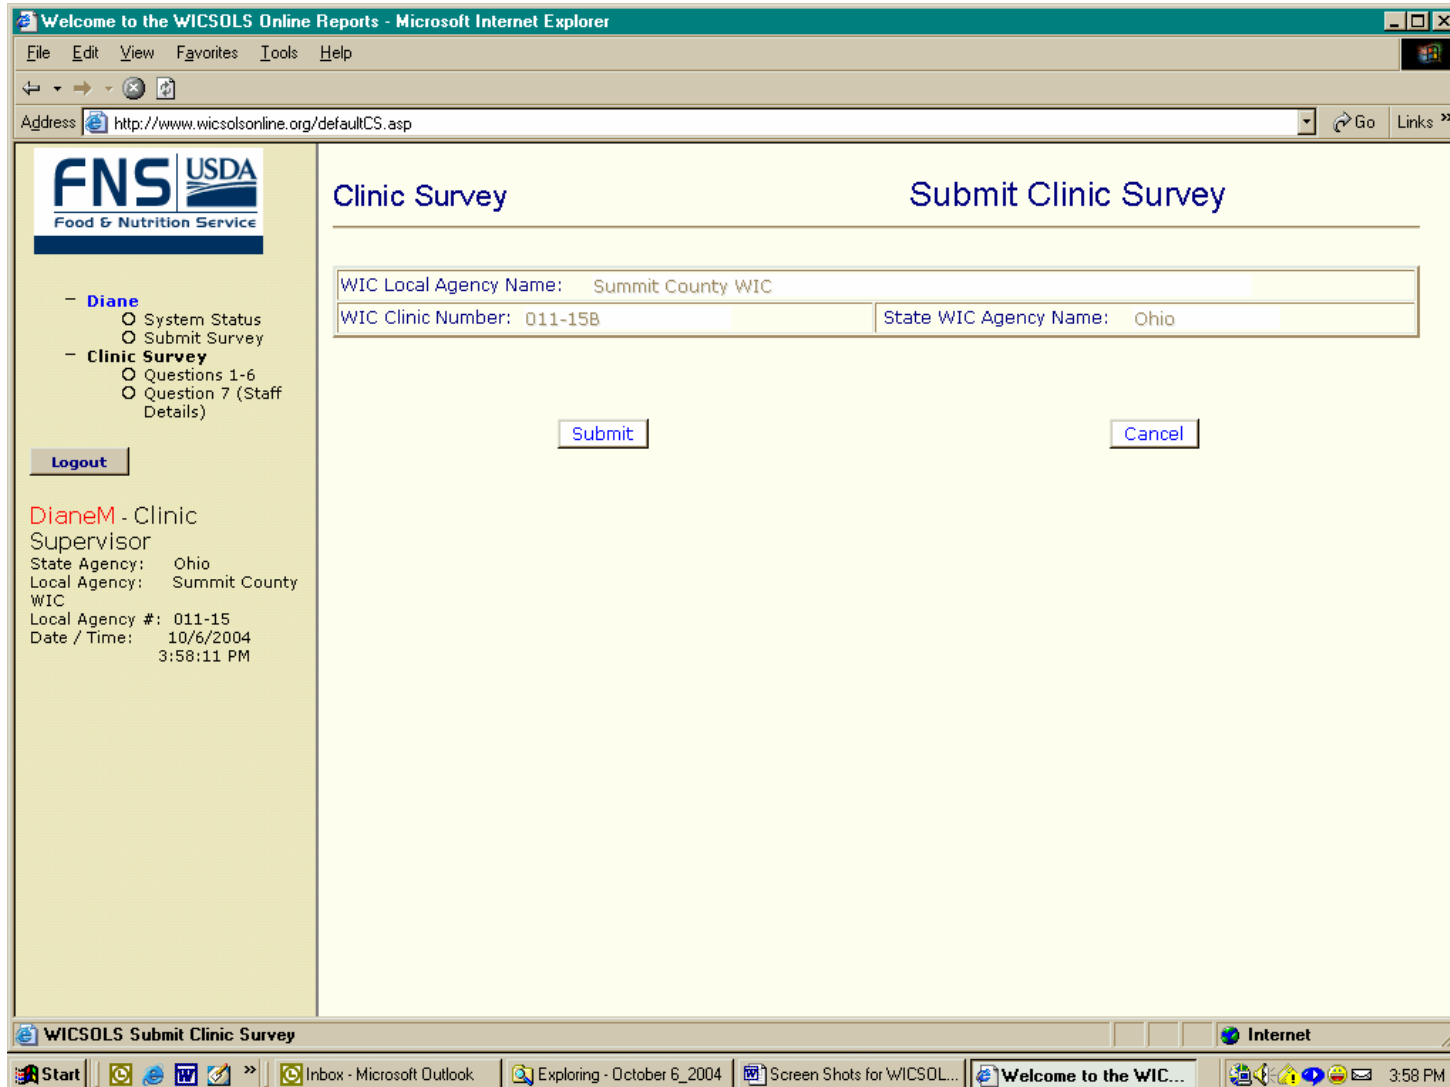 Welcome to the WICSOLS Online Reports - Microsoft Internet Explorer
File Edit View Favorites Tools Help
Address http://www.wicsolsonline.org/defaultCS.asp Go Links »
FNS USDA
Food & Nutrition Service
– Diane
System Status
Submit Survey
– Clinic Survey
Questions 1-6
Question 7 (Staff
Details)
Logout
DianeM - Clinic
Supervisor
State Agency: Ohio
Local Agency: Summit County
WIC
Local Agency #: 011-15
Date / Time: 10/6/2004
3:58:11 PM
Clinic Survey Submit Clinic Survey
WIC Local Agency Name: Summit County WIC
WIC Clinic Number: 011-15B State WIC Agency Name: Ohio
Submit Cancel
WICSOLS Submit Clinic Survey Internet
Start » Inbox - Microsoft Outlook Exploring - October 6_2004 Screen Shots for WICSOL... Welcome to the WIC... 3:58 PM